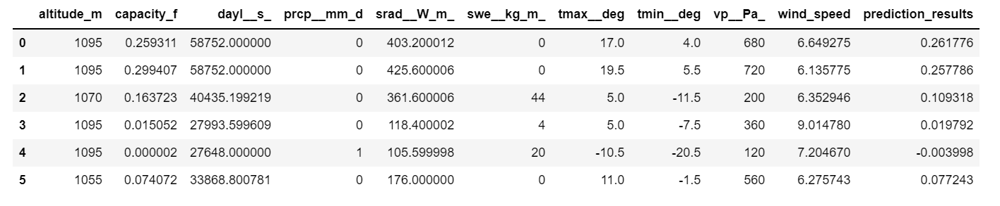 altitude_m capacity_f dayl__s_ prcp__mm_d srad__W_m_ swe__kg_m_ tmax__deg tmin__deg vp__Pa_ wind_speed prediction_results
0 1095 0.259311 58752.000000 0 403.200012 0 17.0 4.0 680 6.649275 0.261776
1 1095 0.299407 58752.000000 0 425.600006 0 19.5 5.5 720 6.135775 0.257786
2 1070 0.163723 40435.199219 0 361.600006 44 5.0 -11.5 200 6.352946 0.109318
3 1095 0.015052 27993.599609 0 118.400002 4 5.0 -7.5 360 9.014780 0.019792
4 1095 0.000002 27648.000000 1 105.599998 20 -10.5 -20.5 120 7.204670 -0.003998
5 1055 0.074072 33868.800781 0 176.000000 0 11.0 -1.5 560 6.275743 0.077243